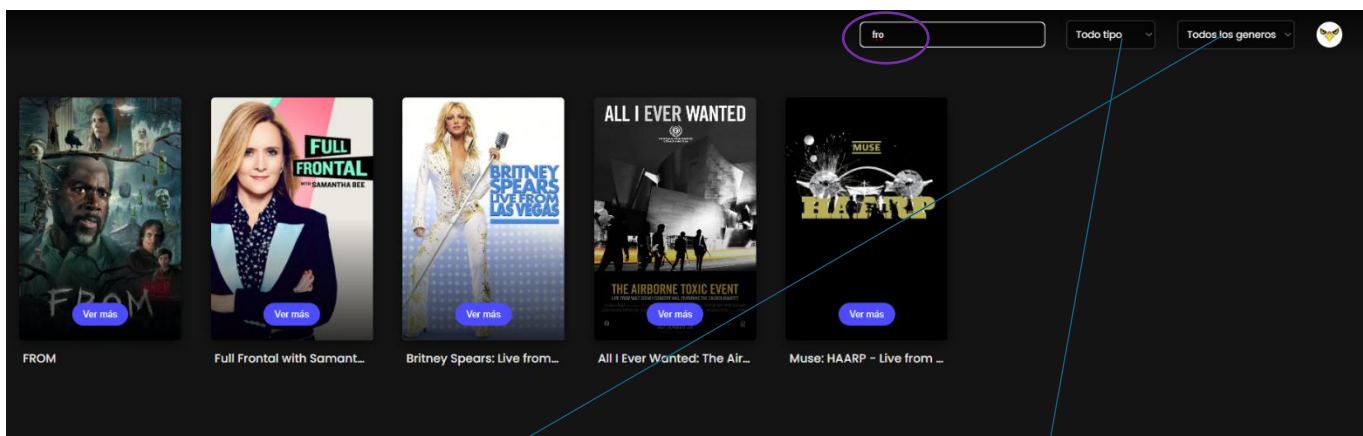 fro
Todo tipo
Todos los generos
FROM
Ver más
FULL
FRONTAL
WITH SAMANTHA BEE
Ver más
BRITNEY
SPEARS
LIVE FROM
LAS VEGAS
Ver más
ALL I EVER WANTED
THE AIRBORNE TOXIC EVENT
Ver más
MUSE
HAARP
Ver más
FROM
Full Frontal with Samant...
Britney Spears: Live from...
All I Ever Wanted: The Air...
Muse: HAARP - Live from ...